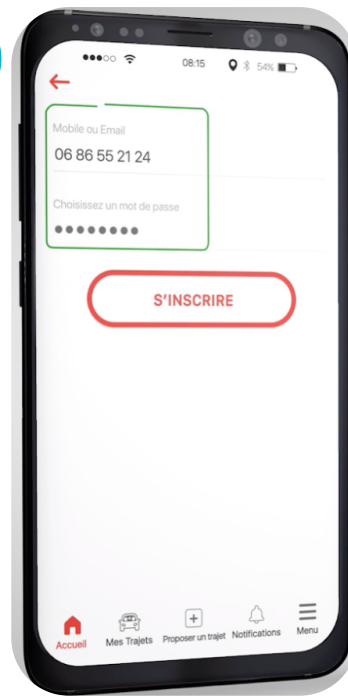 08:15
54%
Mobile ou Email
06 86 55 21 24
Choisissez un mot de passe
S'INSCRIRE
Accueil
Mes Trajets
Proposer un trajet
Notifications
Menu